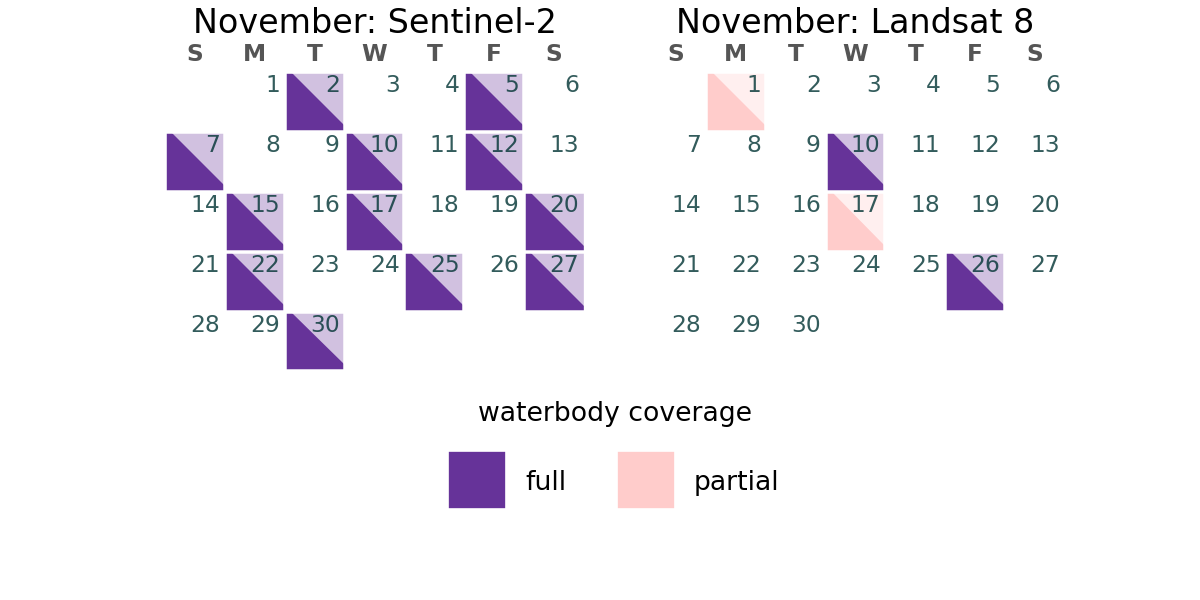 November: Sentinel-2
S M T W T F S
1 2 3 4 5 6
7 8 9 10 11 12 13
14 15 16 17 18 19 20
21 22 23 24 25 26 27
28 29 30
November: Landsat 8
S M T W T F S
1 2 3 4 5 6
7 8 9 10 11 12 13
14 15 16 17 18 19 20
21 22 23 24 25 26 27
28 29 30
waterbody coverage
full
partial